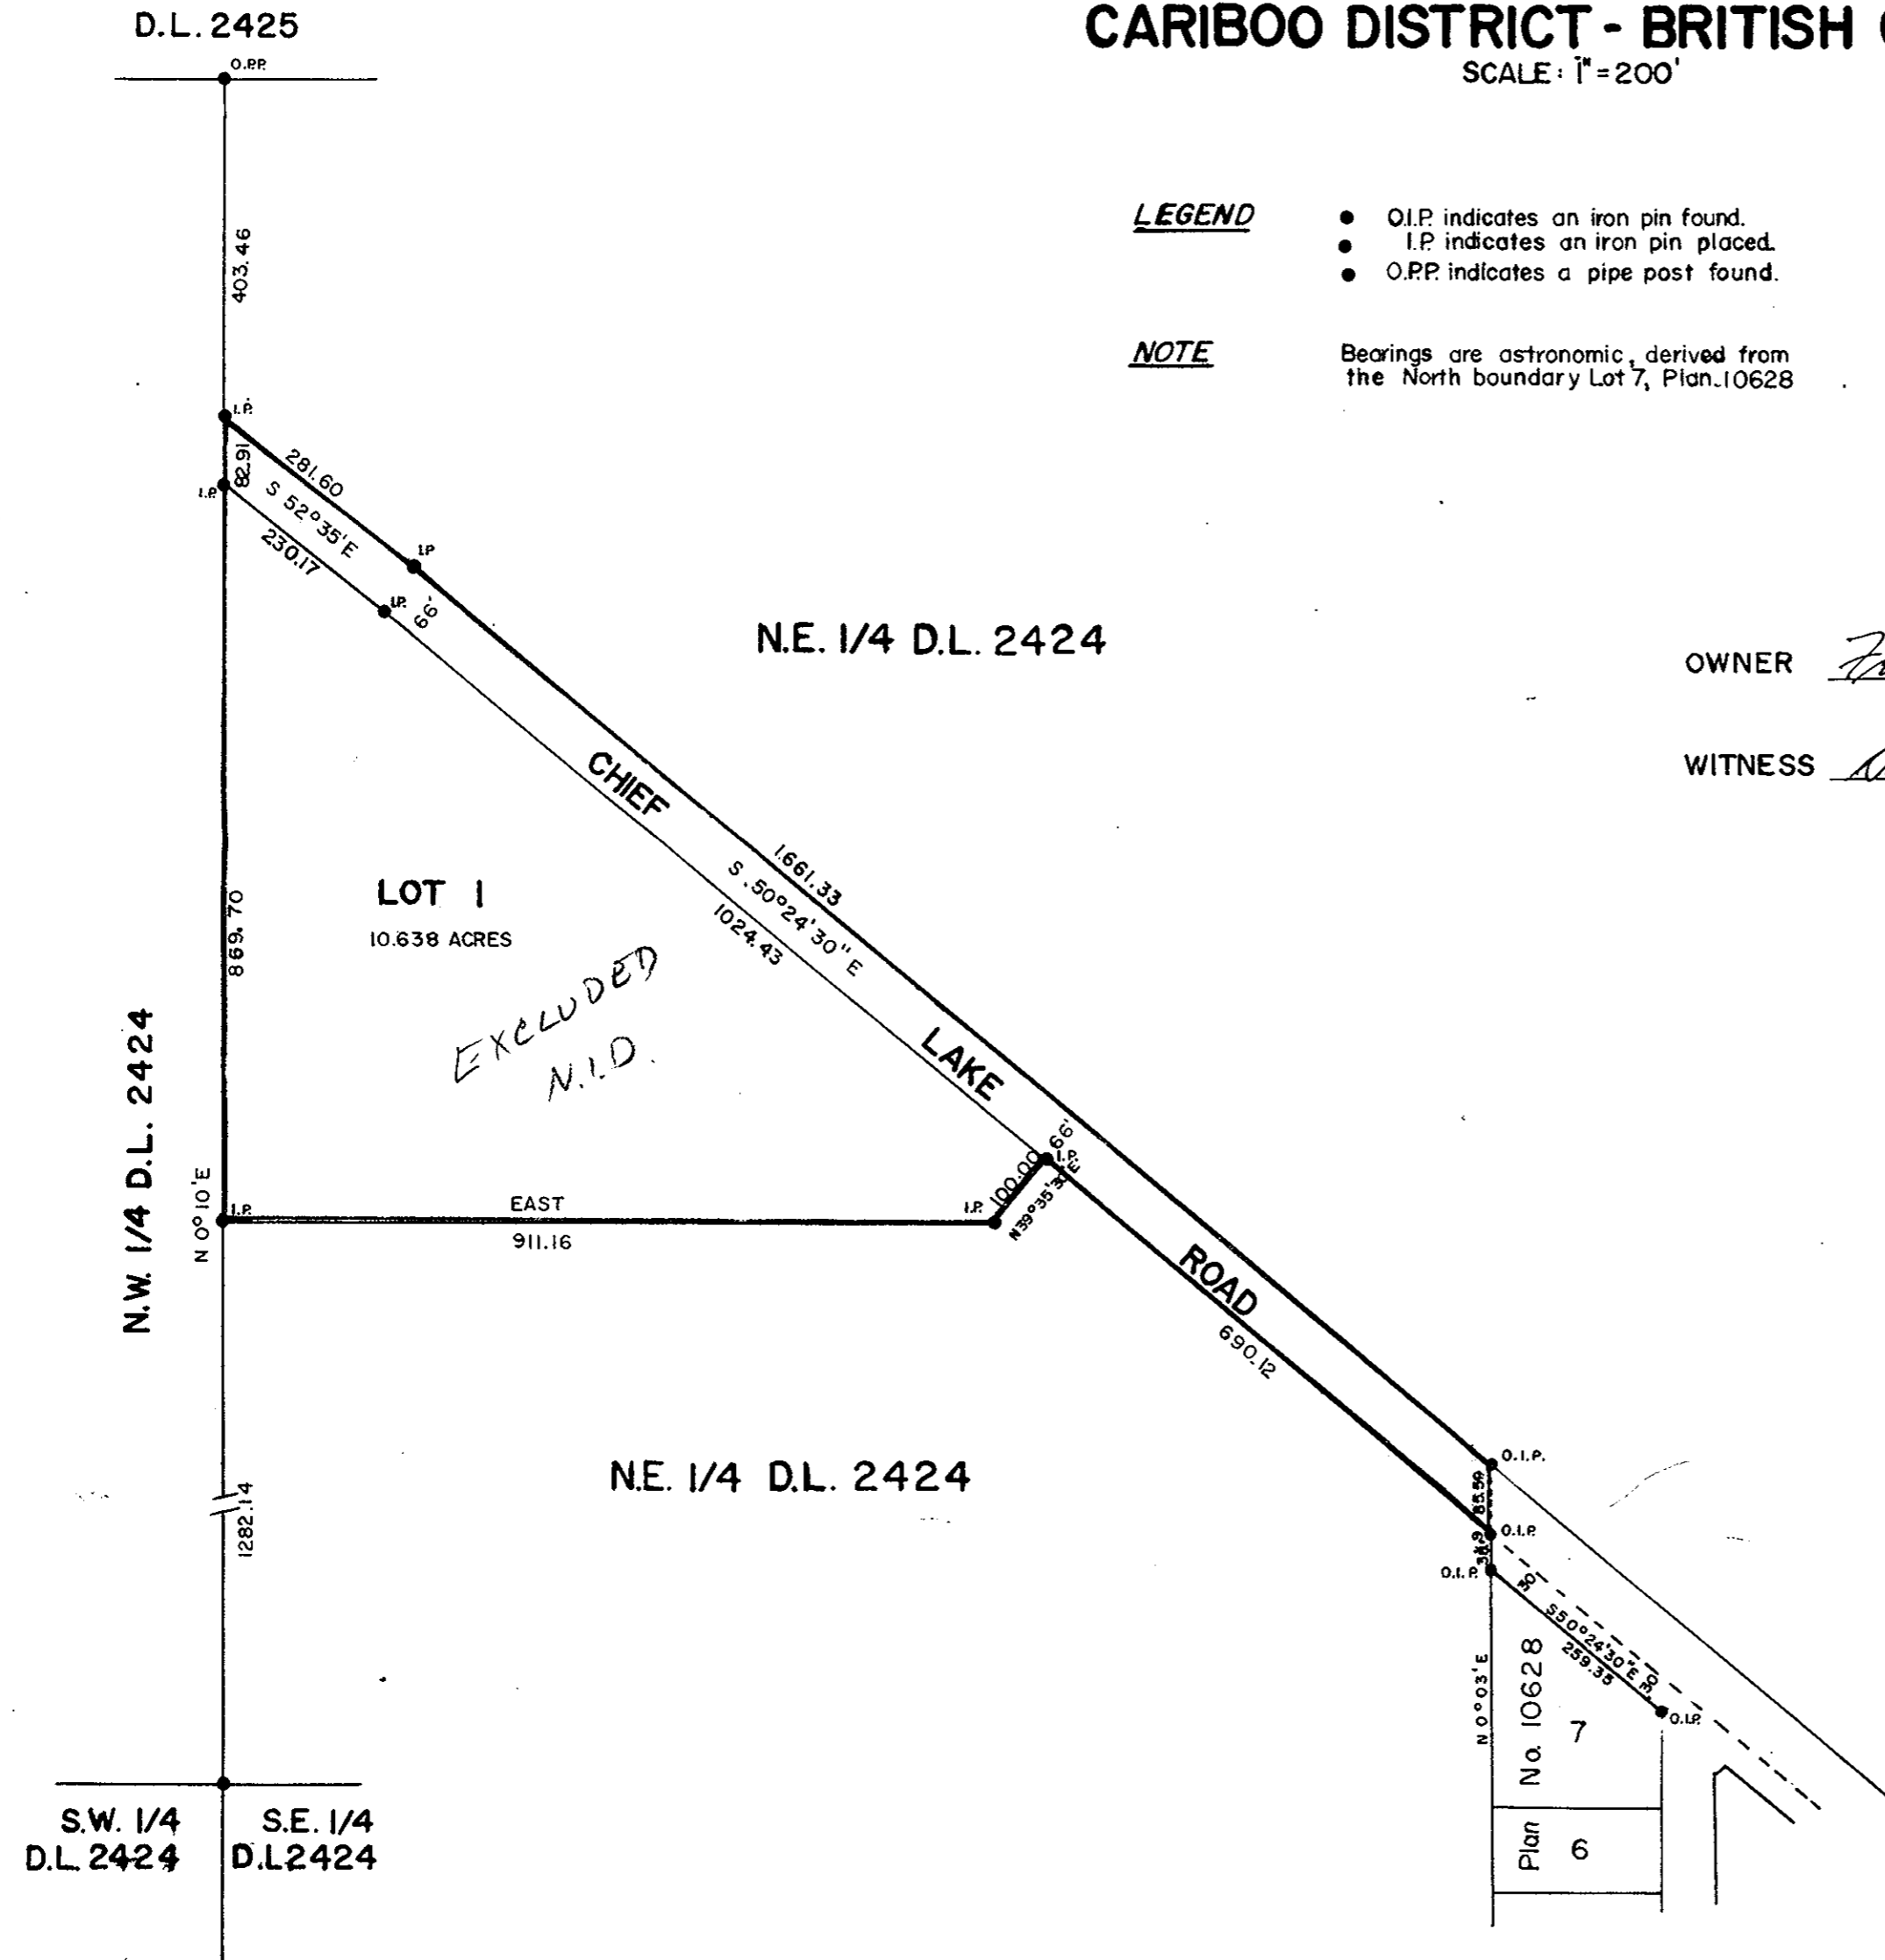 D.L. 2425
CARIBOO DISTRICT - BRITISH
SCALE: 1" = 200'
O.P.P.
LEGEND
O.I.P. indicates an iron pin found.
I.P. indicates an iron pin placed.
O.P.P. indicates a pipe post found.
NOTE
Bearings are astronomic, derived from
the North boundary Lot 7, Plan 10628
403.46
I.P.
82.91
I.P.
281.60
S 52°35'E
230.17
I.P.
I.P.
66'
N.E. 1/4 D.L. 2424
OWNER
WITNESS
CHIEF
LAKE
ROAD
1661.33
S. 50°24'30" E
1024.43
LOT 1
10.638 ACRES
869.70
EXCLUDED
N.I.D.
N.W. 1/4 D.L. 2424
N 0°10'E
I.P.
EAST
911.16
I.P.
100.00
N39°35'30"E
I.P.
66'
690.12
N.E. 1/4 D.L. 2424
1282.14
O.I.P.
O.I.P.
O.I.P.
30
S50°24'30"E
259.35
30
O.I.P.
N 0°03'E
Plan No. 10628
7
6
S.W. 1/4
D.L. 2424
S.E. 1/4
D.L. 2424